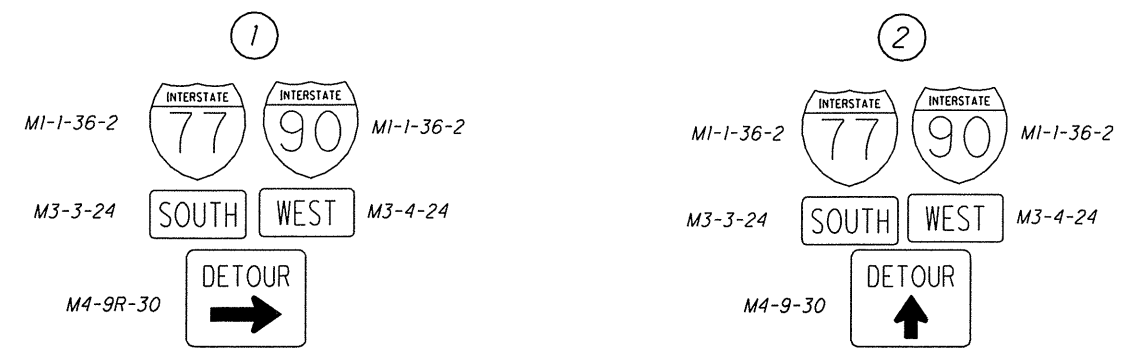 1
INTERSTATE INTERSTATE
M1-1-36-2 77 90 M1-1-36-2
M3-3-24 SOUTH WEST M3-4-24
DETOUR
M4-9R-30
2
INTERSTATE INTERSTATE
M1-1-36-2 77 90 M1-1-36-2
M3-3-24 SOUTH WEST M3-4-24
DETOUR
M4-9-30